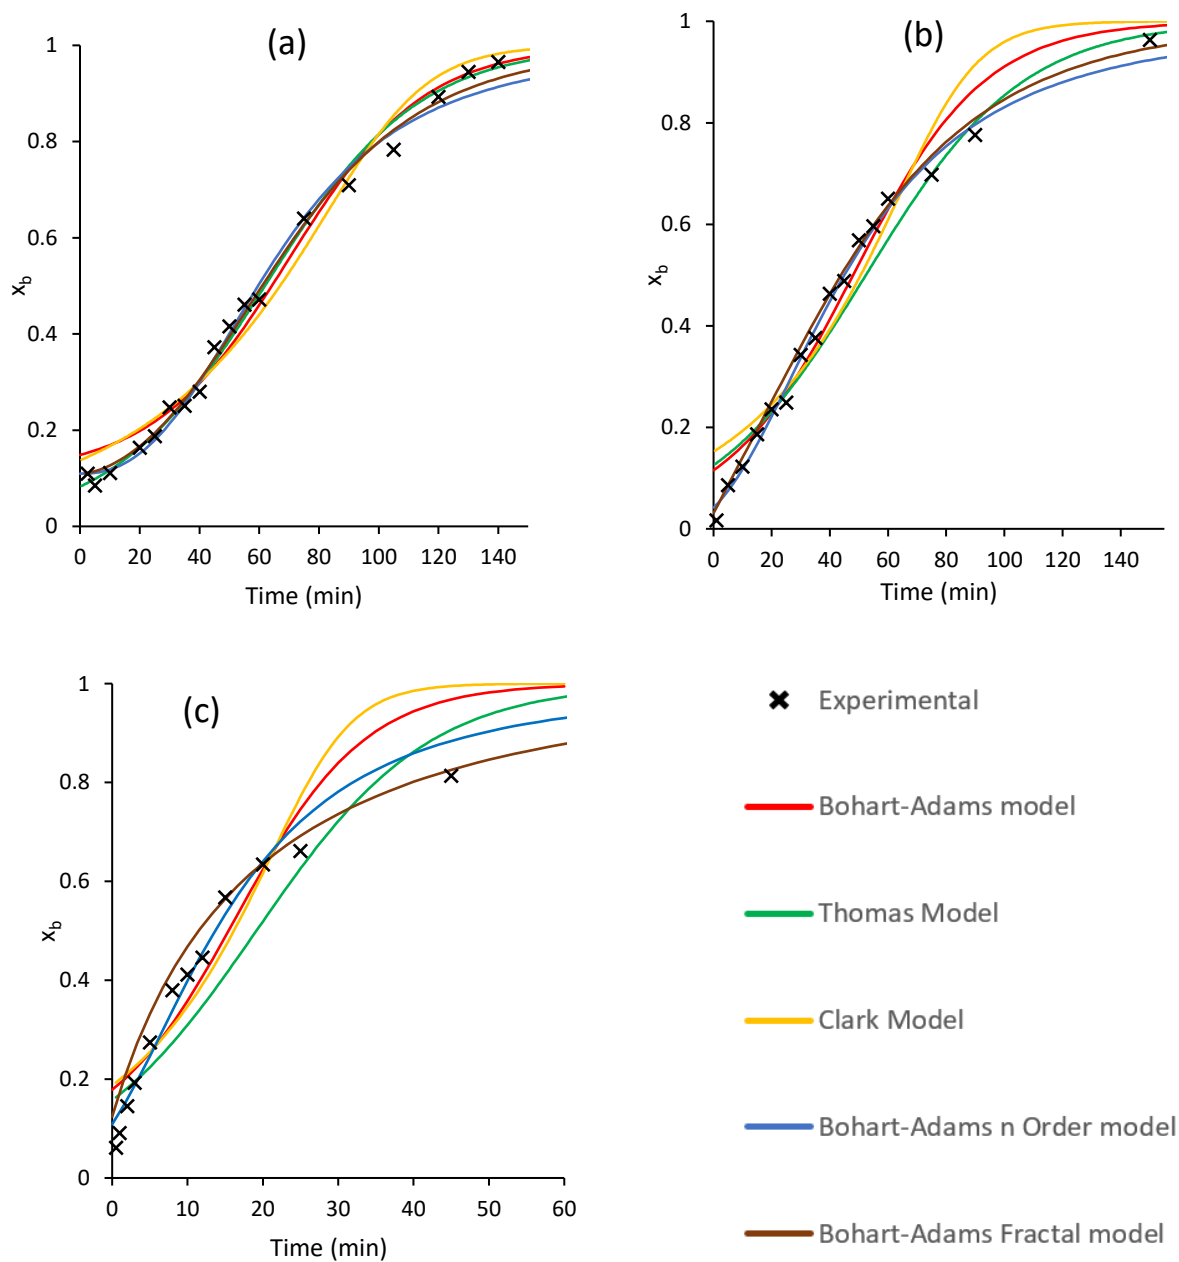 (a)
1
0.8
0.6
0.4
0.2
0
x_b
0 20 40 60 80 100 120 140
Time (min)
(b)
1
0.8
0.6
0.4
0.2
0
x_b
0 20 40 60 80 100 120 140
Time (min)
(c)
1
0.8
0.6
0.4
0.2
0
x_b
0 10 20 30 40 50 60
Time (min)
Experimental
Bohart-Adams model
Thomas Model
Clark Model
Bohart-Adams n Order model
Bohart-Adams Fractal model